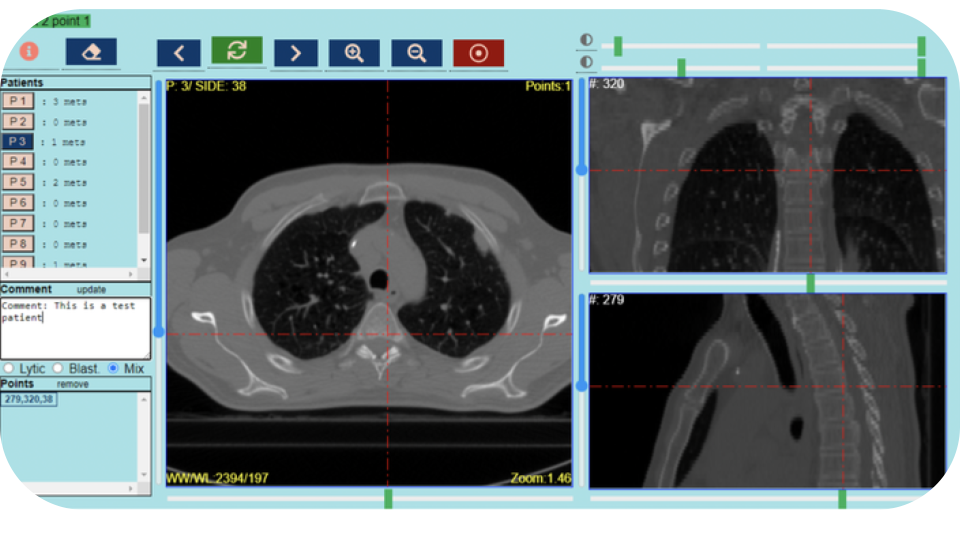 2 point 1
Patients
P 1 : 3 mets
P 2 : 0 mets
P 3 : 1 mets
P 4 : 0 mets
P 5 : 2 mets
P 6 : 0 mets
P 7 : 0 mets
P 8 : 0 mets
P 9 : 1 mets
Comment update
Comment: This is a test
patient
Lytic Blast. Mix
Points remove
279,320,38
P: 3/ SIDE: 38 Points:1
WW/WL:2394/197 Zoom:1.46
#: 320
#: 279